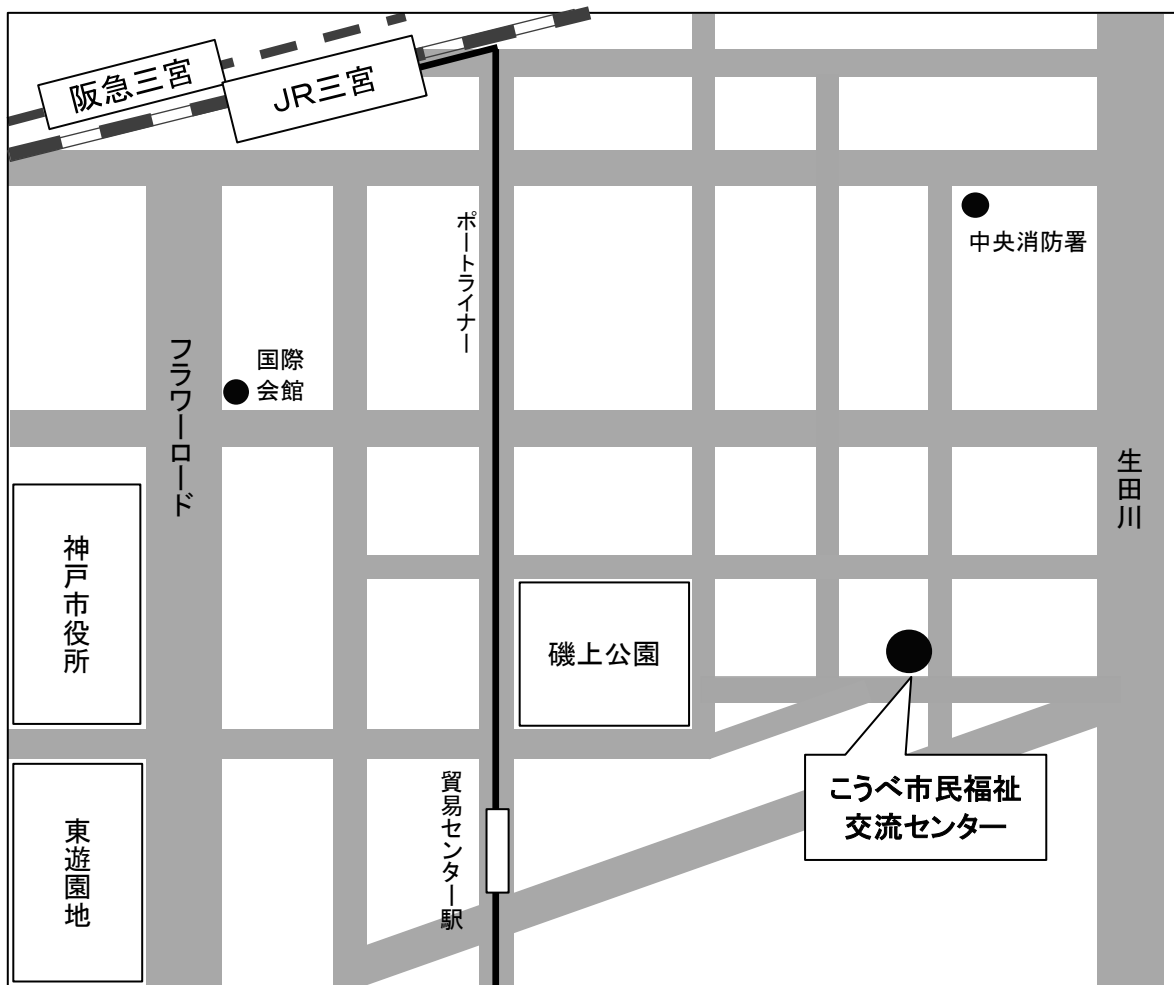 阪急三宮
JR三宮
ポートライナー
中央消防署
フラワーロード
国際
会館
生田川
神戸市役所
磯上公園
こうべ市民福祉
交流センター
貿易センター駅
東遊園地